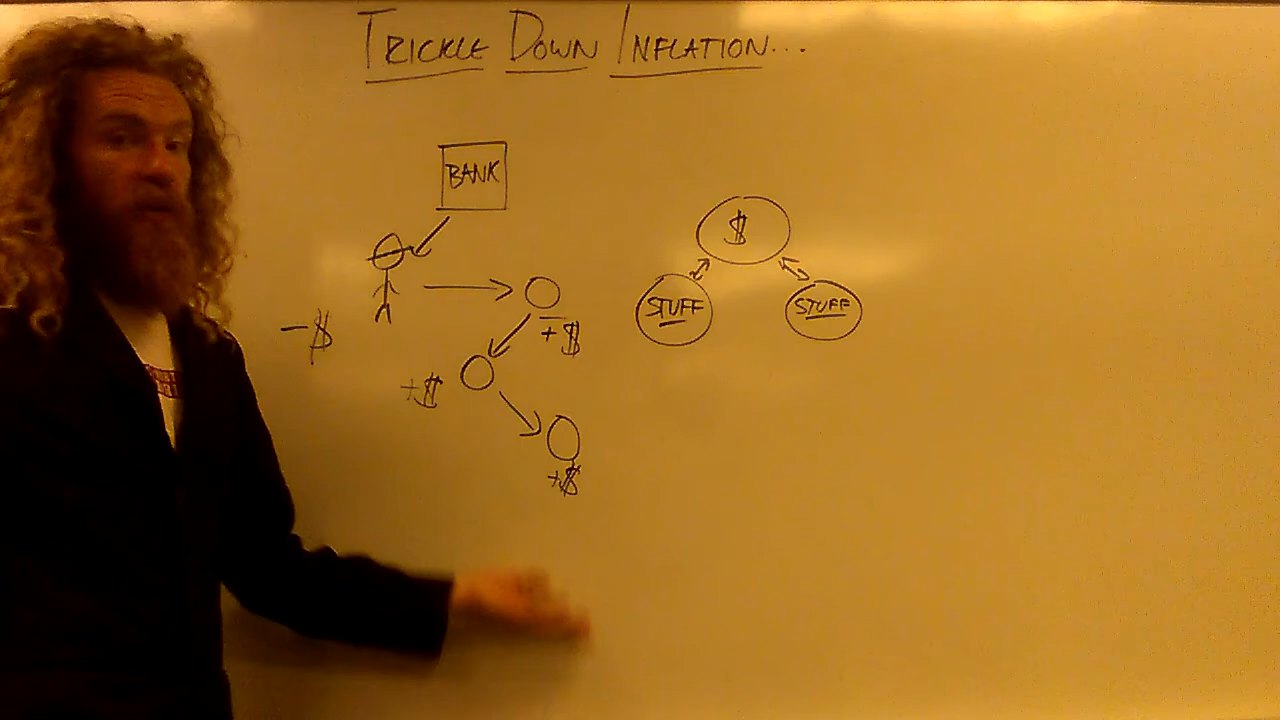 TRICKLE DOWN INFLATION...
BANK
$
STUFF
STUFF
-$
+$
+$
+$